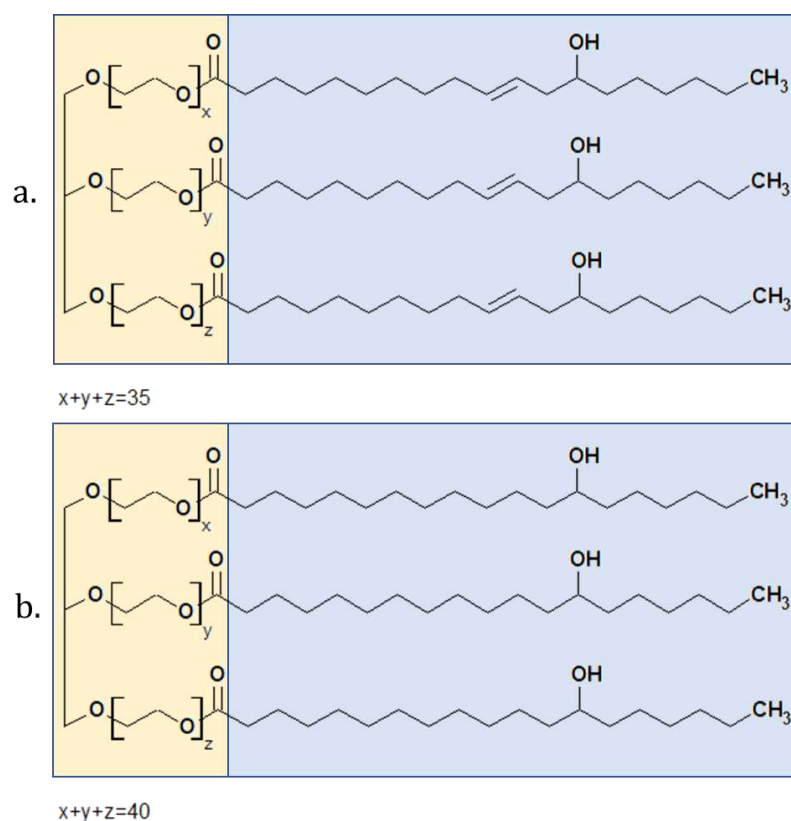 O OH
O O x CH3
O OH
a. O O y CH3
O OH
O O z CH3
x+y+z=35
O OH
O O x CH3
O OH
b. O O y CH3
O OH
O O z CH3
x+y+z=40